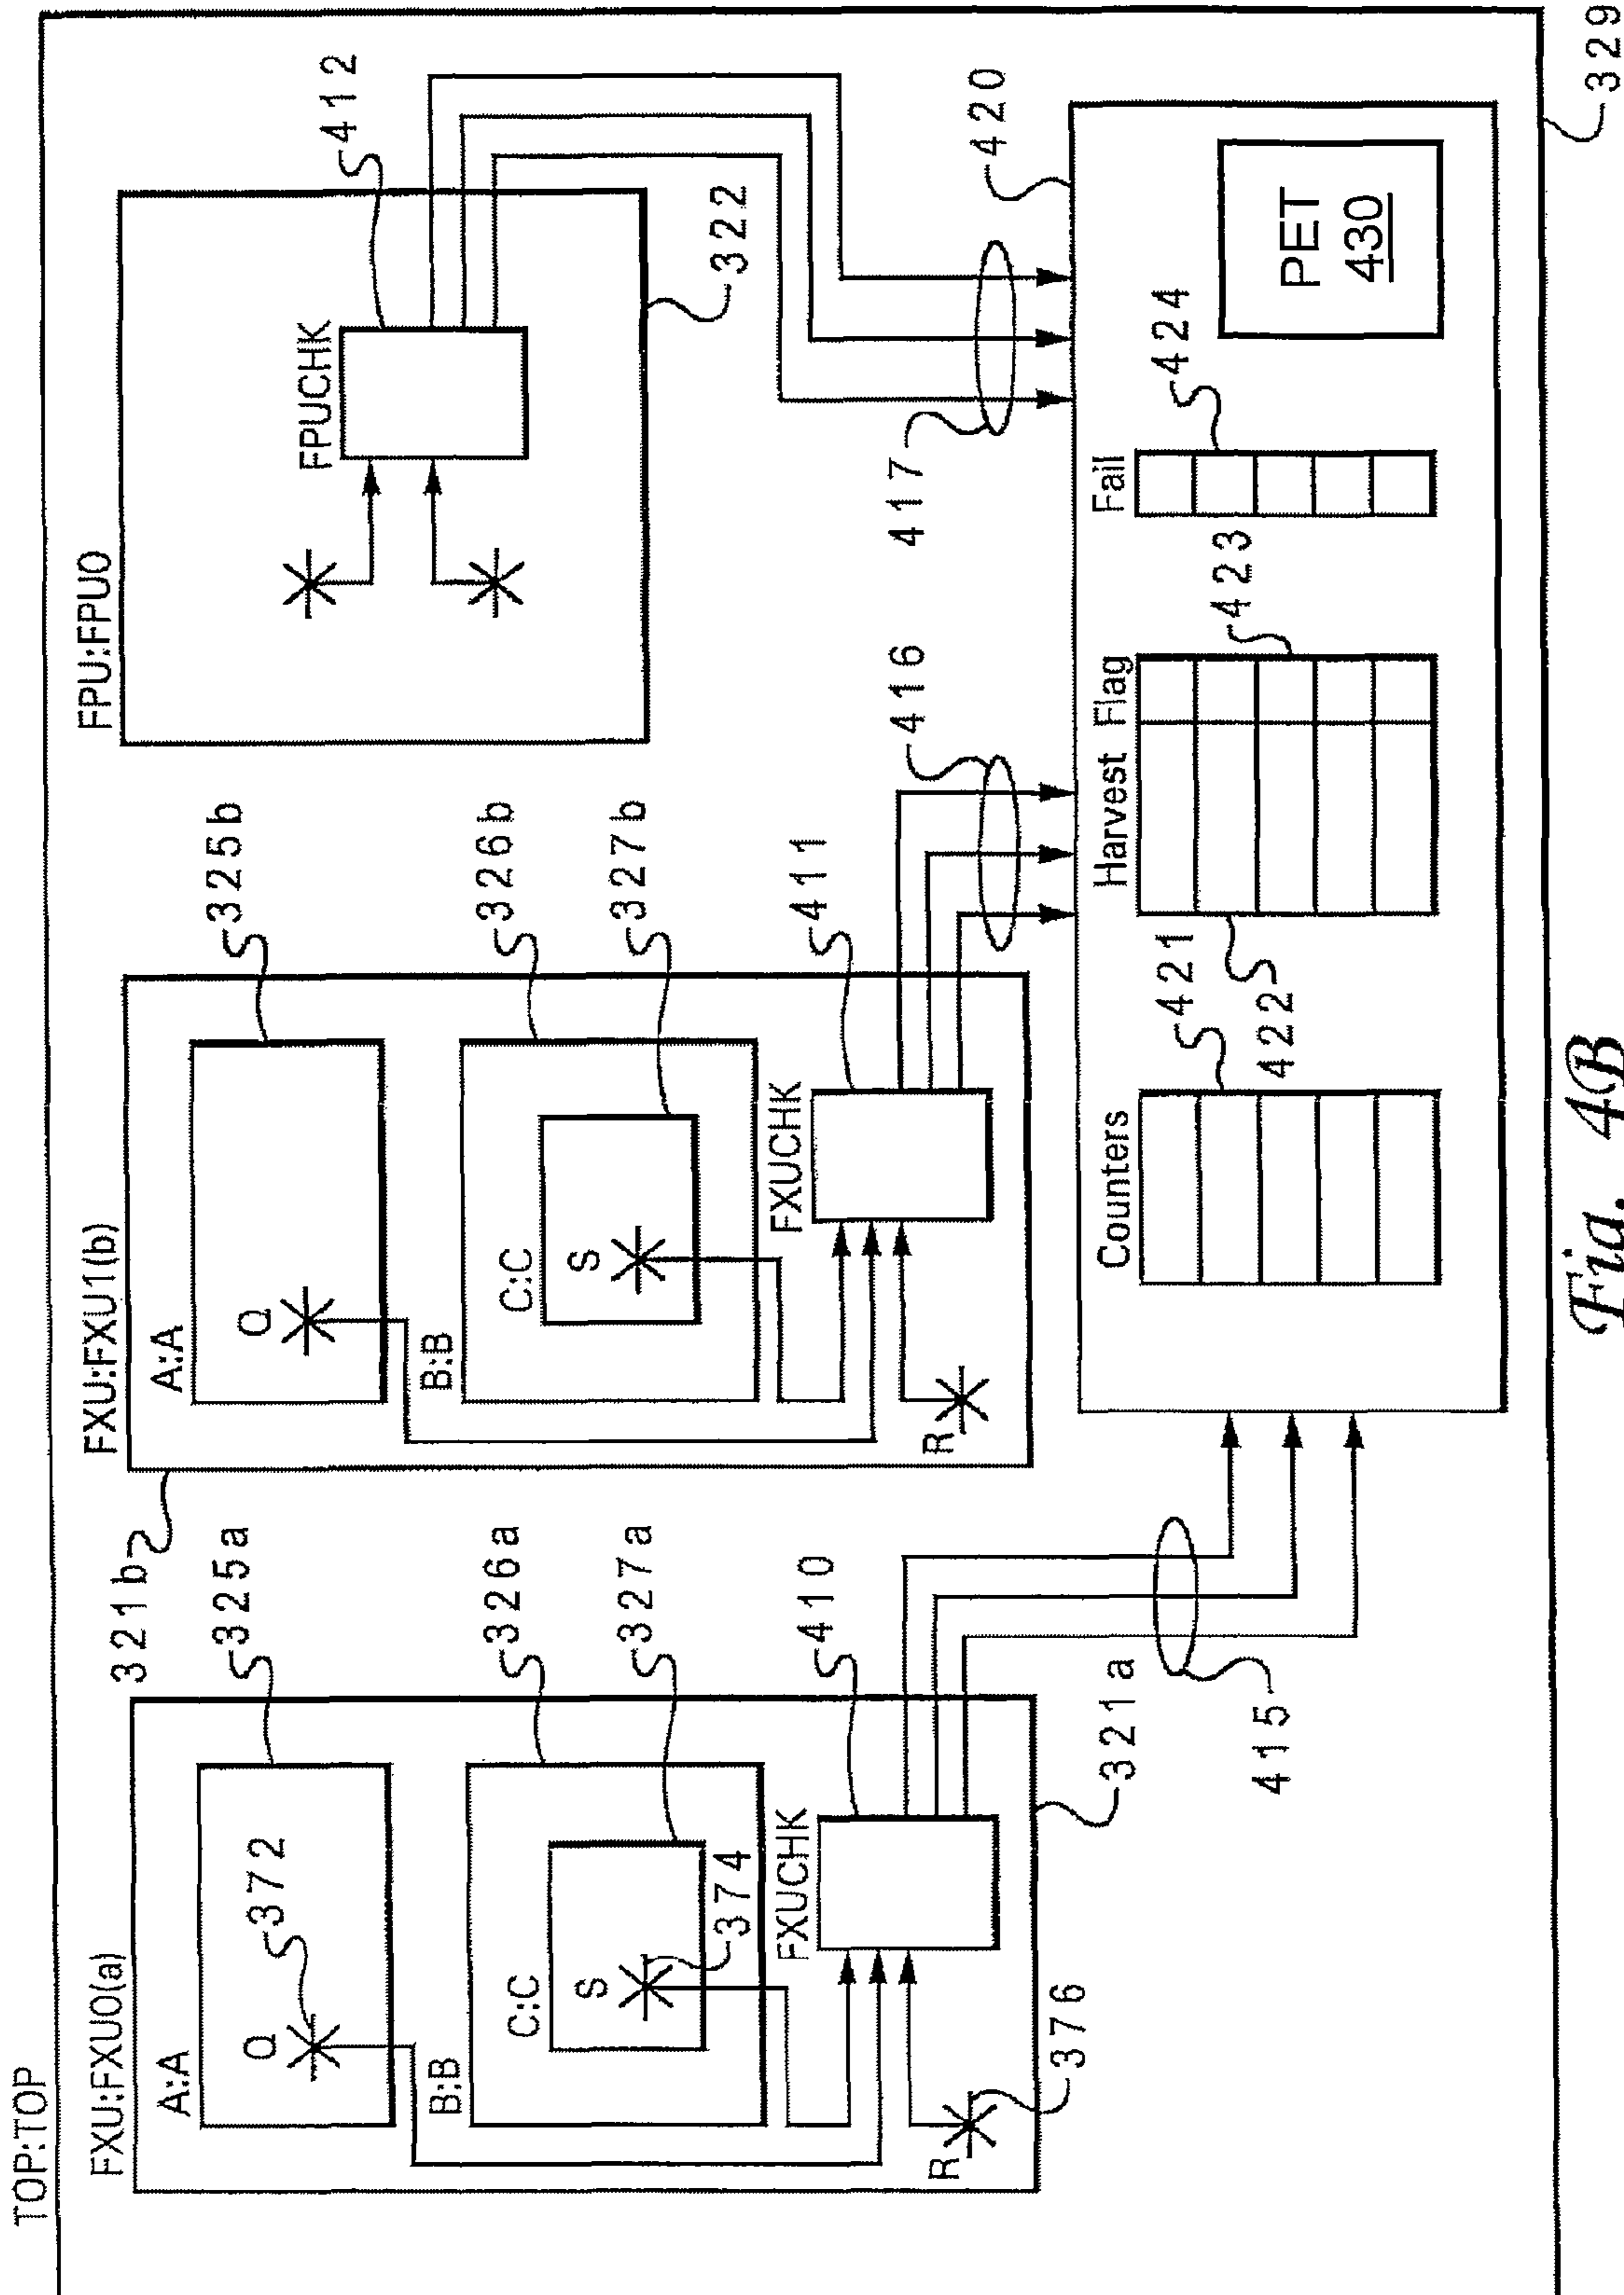 TOP:TOP
FXU:FXU0(a)
A:A
Q
372
325a
B:B
C:C
S
374
326a
327a
FXUCHK
410
R
376
321a
415
321b
FXU:FXU1(b)
A:A
Q
325b
B:B
C:C
S
326b
327b
FXUCHK
411
R
416
FPU:FPU0
FPUCHK
412
322
417
420
Counters
421
422
Harvest Flag
423
Fail
424
PET
430
329
Fig. 4B